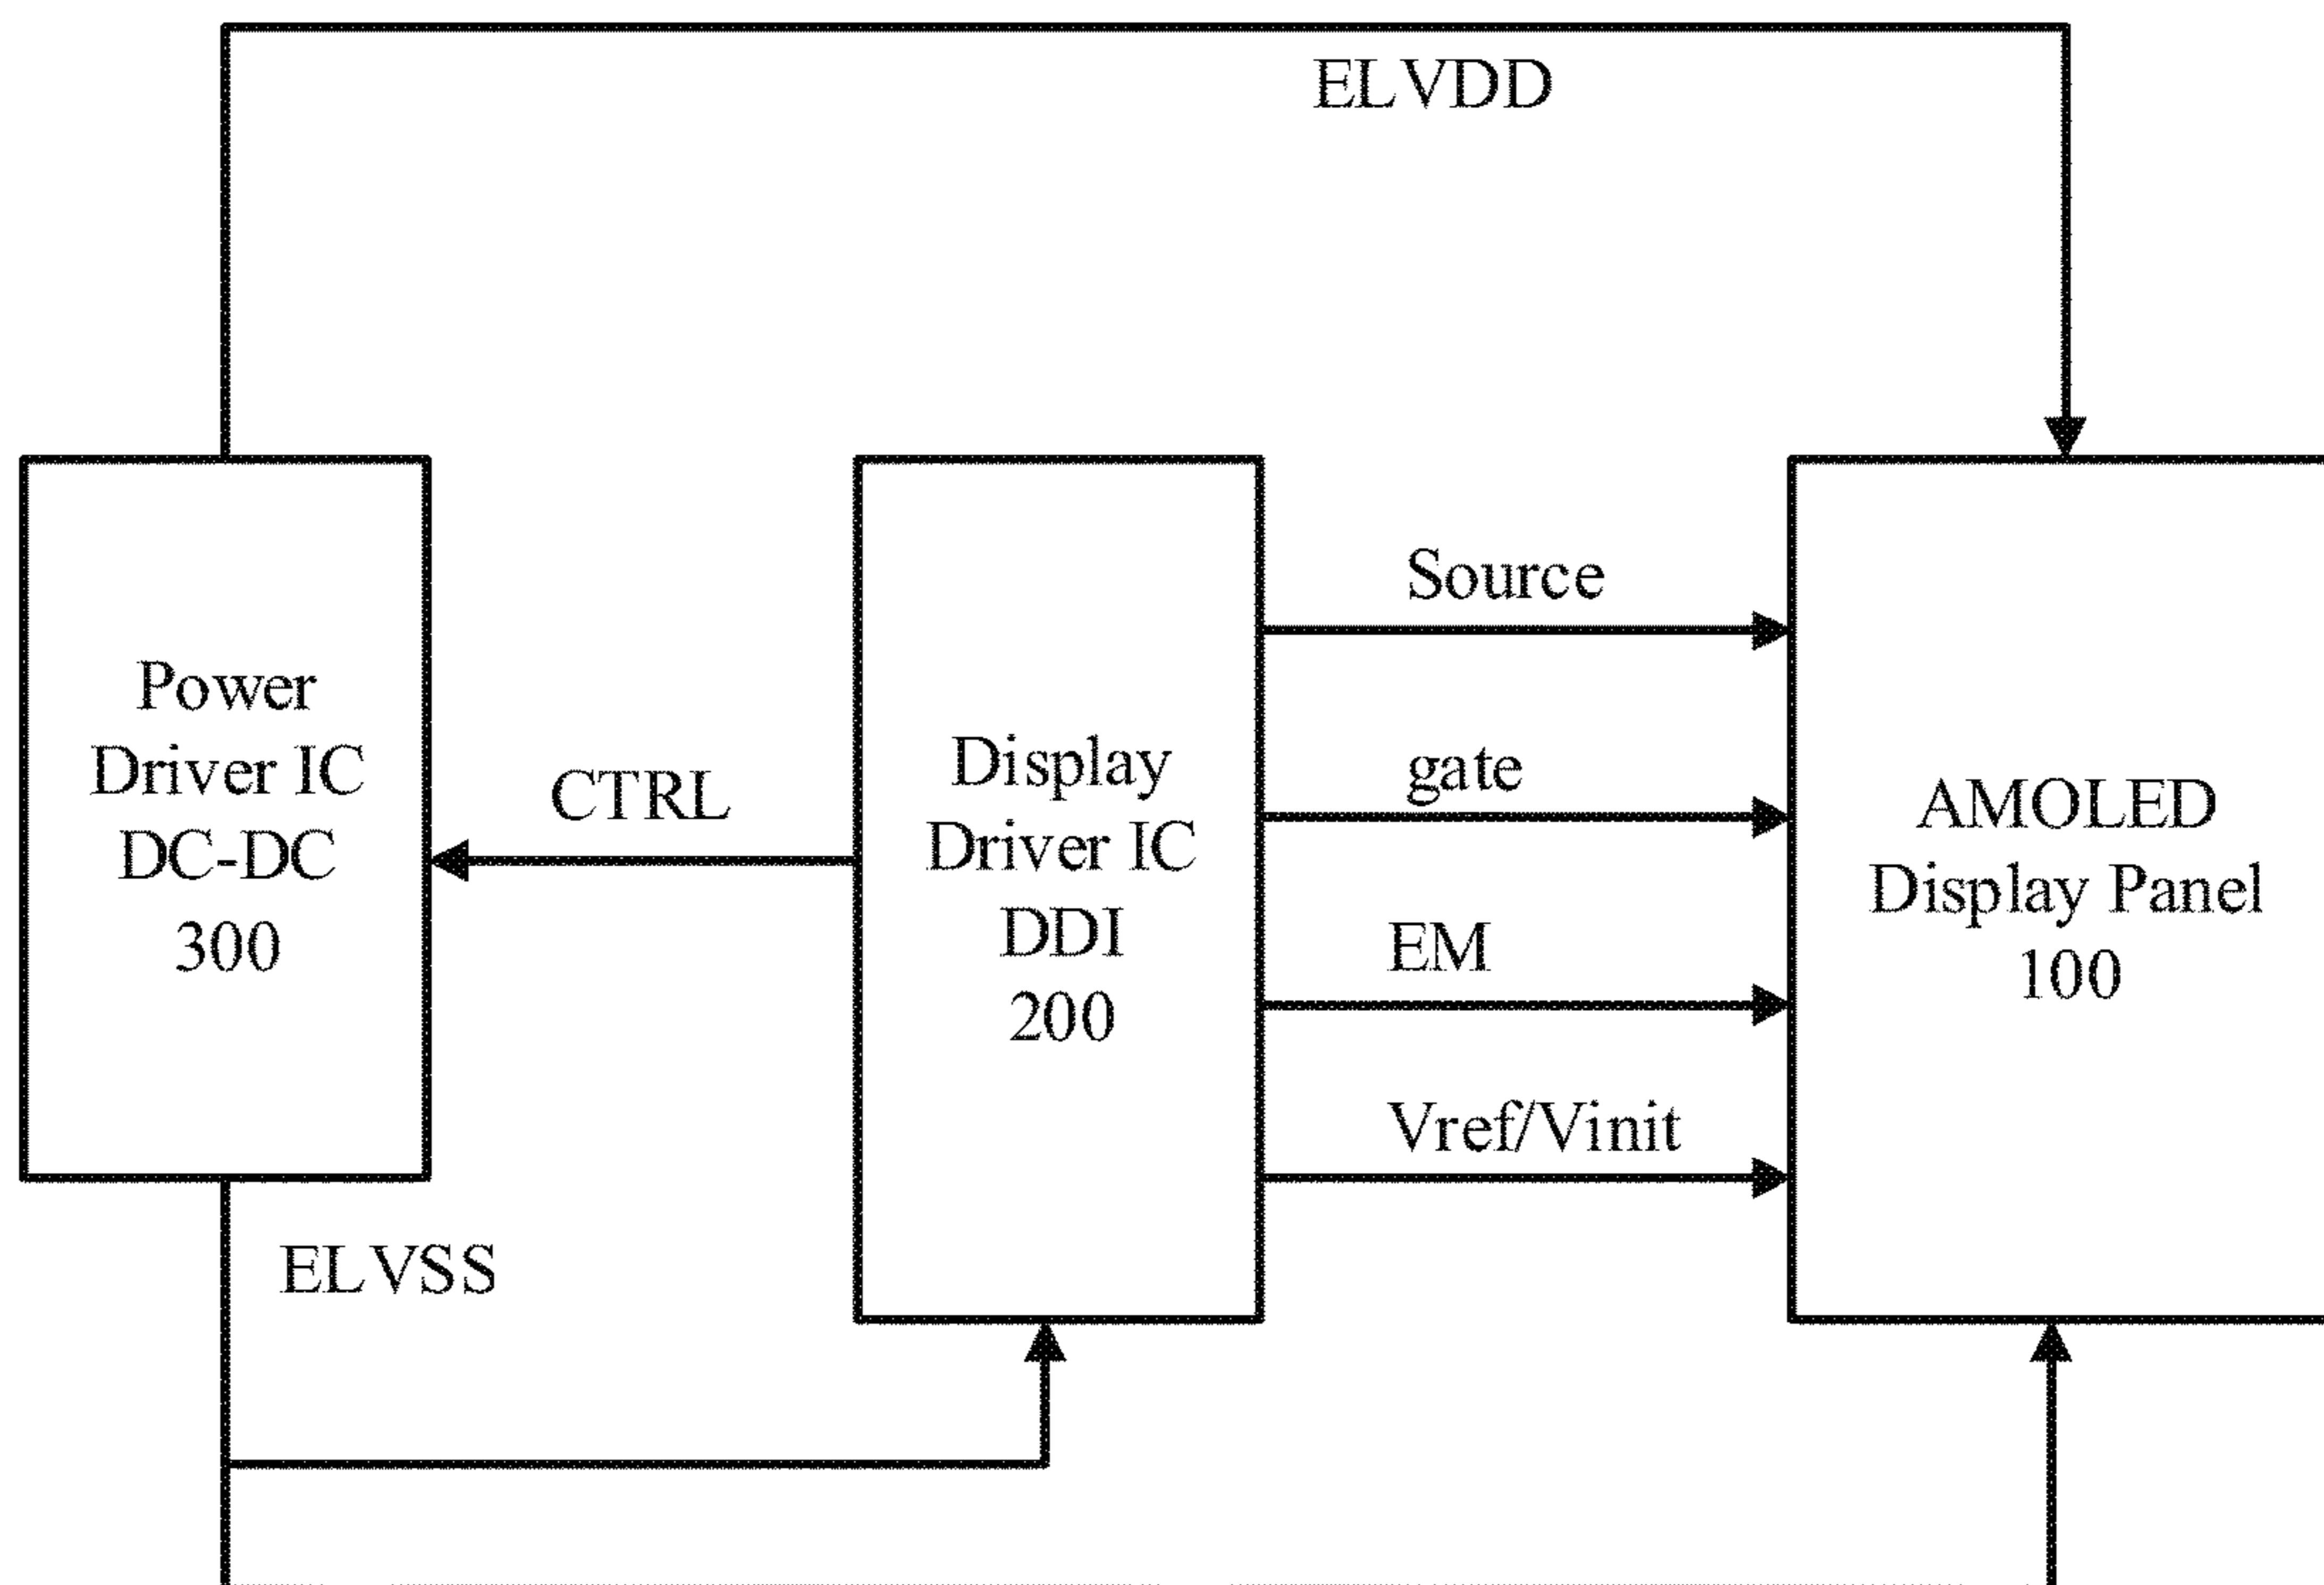 ELVDD
Power
Driver IC
DC-DC
300
CTRL
Display
Driver IC
DDI
200
Source
gate
EM
Vref/Vinit
AMOLED
Display Panel
100
ELVSS